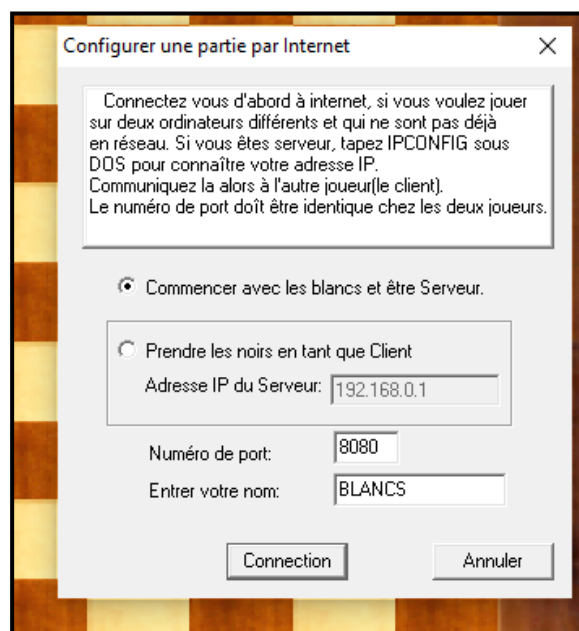 Configurer une partie par Internet
Connectez vous d'abord à internet, si vous voulez jouer
sur deux ordinateurs différents et qui ne sont pas déjà
en réseau. Si vous êtes serveur, tapez IPCONFIG sous
DOS pour connaître votre adresse IP.
Communiquez la alors à l'autre joueur(le client).
Le numéro de port doît être identique chez les deux joueurs.
Commencer avec les blancs et être Serveur.
Prendre les noirs en tant que Client
Adresse IP du Serveur: 192.168.0.1
Numéro de port: 8080
Entrer votre nom: BLANCS
Connection Annuler